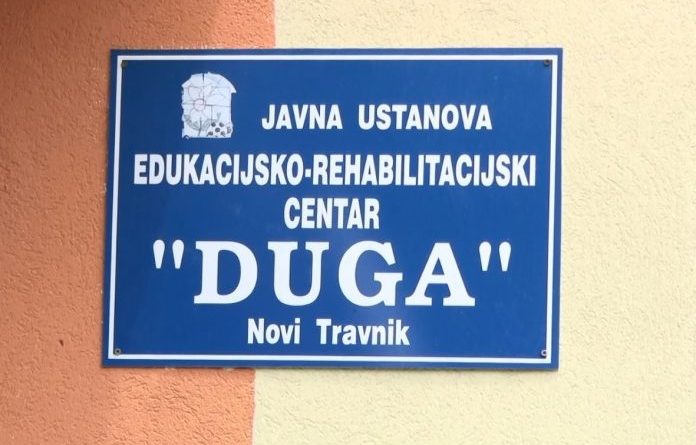 JAVNA USTANOVA
EDUKACIJSKO-REHABILITACIJSKI
CENTAR
"DUGA"
Novi Travnik